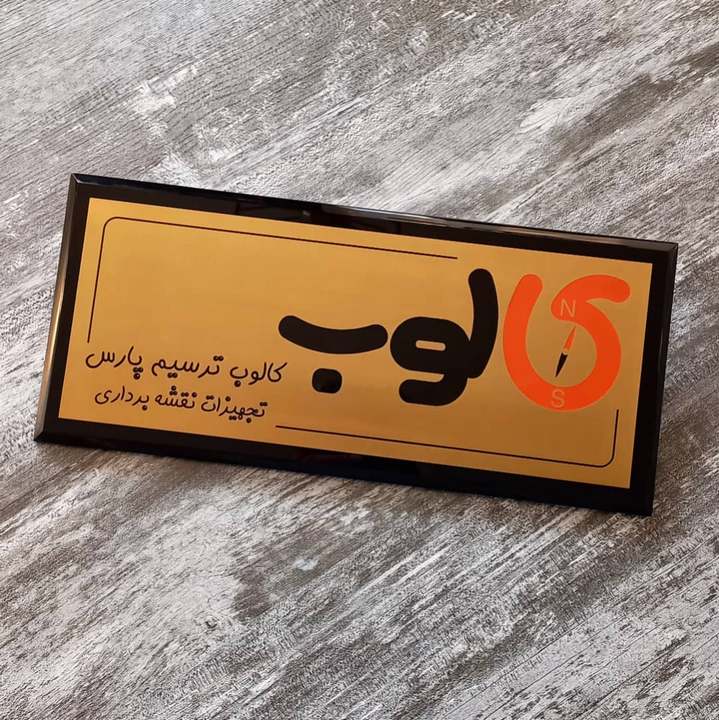 کالوب
N
S
کالوب ترسیم پارس
تجهیزات نقشه برداری